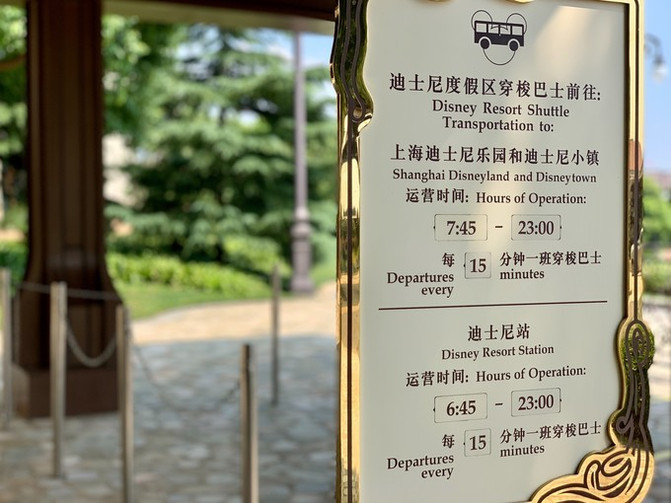 迪士尼度假区穿梭巴士前往:
Disney Resort Shuttle
Transportation to:
上海迪士尼乐园和迪士尼小镇
Shanghai Disneyland and Disneytown
运营时间: Hours of Operation:
7:45 – 23:00
每 15 分钟一班穿梭巴士
Departures every minutes
迪士尼站
Disney Resort Station
运营时间: Hours of Operation:
6:45 – 23:00
每 15 分钟一班穿梭巴士
Departures every minutes